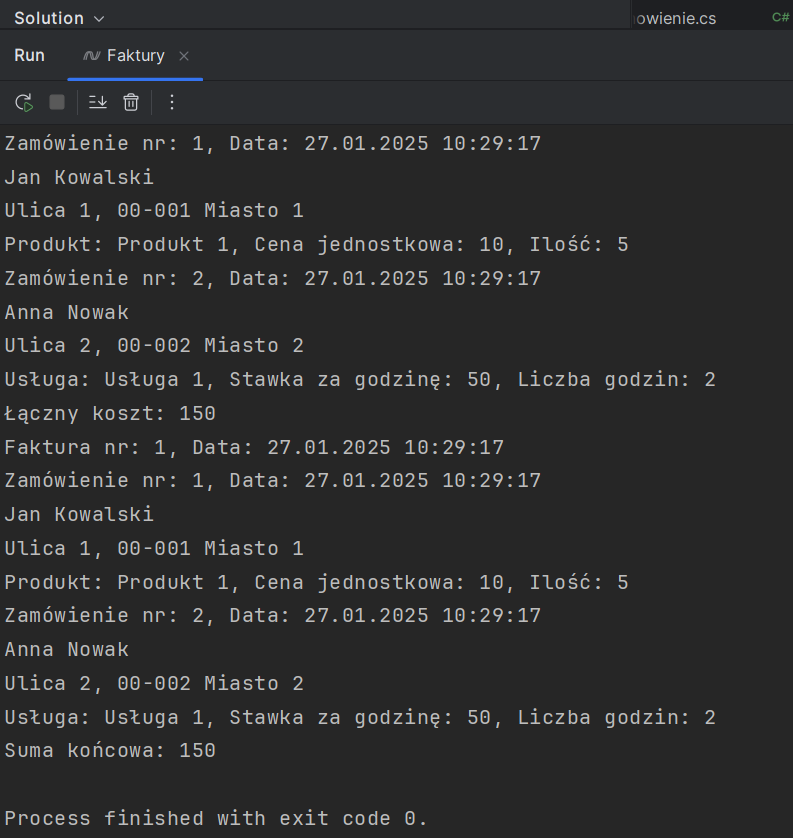 Solution
owienie.cs C#
Run Faktury
Zamówienie nr: 1, Data: 27.01.2025 10:29:17
Jan Kowalski
Ulica 1, 00-001 Miasto 1
Produkt: Produkt 1, Cena jednostkowa: 10, Ilość: 5
Zamówienie nr: 2, Data: 27.01.2025 10:29:17
Anna Nowak
Ulica 2, 00-002 Miasto 2
Usługa: Usługa 1, Stawka za godzinę: 50, Liczba godzin: 2
Łączny koszt: 150
Faktura nr: 1, Data: 27.01.2025 10:29:17
Zamówienie nr: 1, Data: 27.01.2025 10:29:17
Jan Kowalski
Ulica 1, 00-001 Miasto 1
Produkt: Produkt 1, Cena jednostkowa: 10, Ilość: 5
Zamówienie nr: 2, Data: 27.01.2025 10:29:17
Anna Nowak
Ulica 2, 00-002 Miasto 2
Usługa: Usługa 1, Stawka za godzinę: 50, Liczba godzin: 2
Suma końcowa: 150
Process finished with exit code 0.